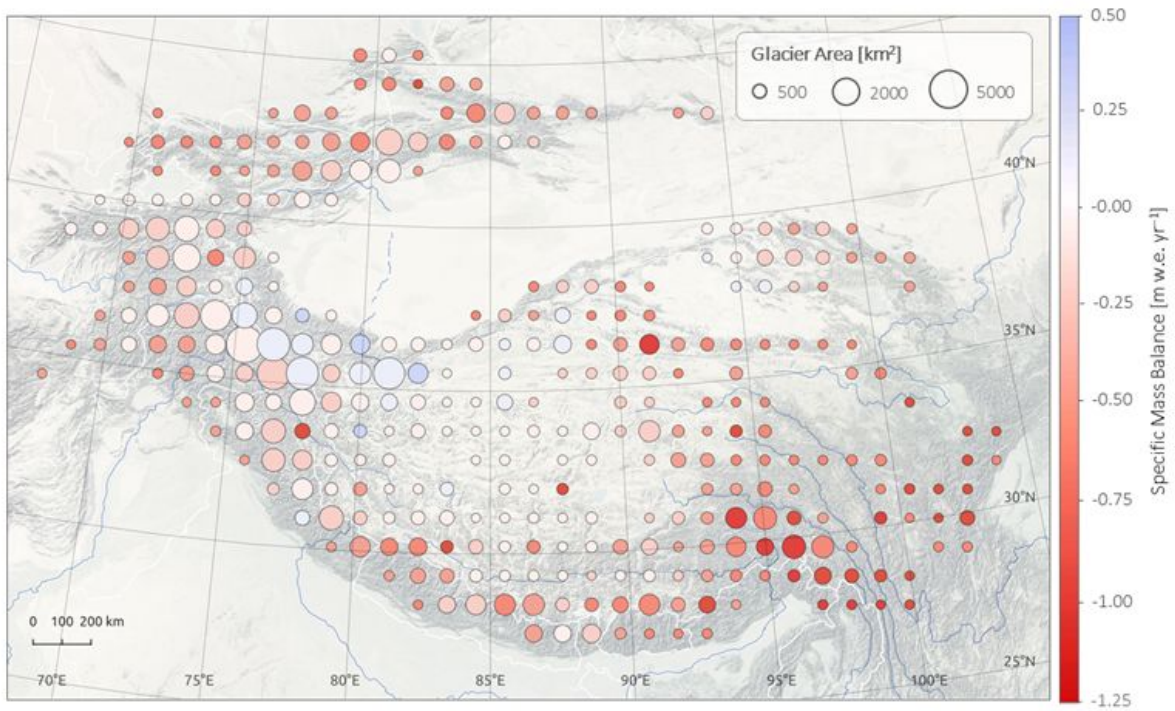 Glacier Area [km²]
500 2000 5000
0.50
0.25
-0.00
-0.25
-0.50
-0.75
-1.00
-1.25
Specific Mass Balance [m w.e. yr⁻¹]
40°N
35°N
30°N
25°N
0 100 200 km
70°E 75°E 80°E 85°E 90°E 95°E 100°E